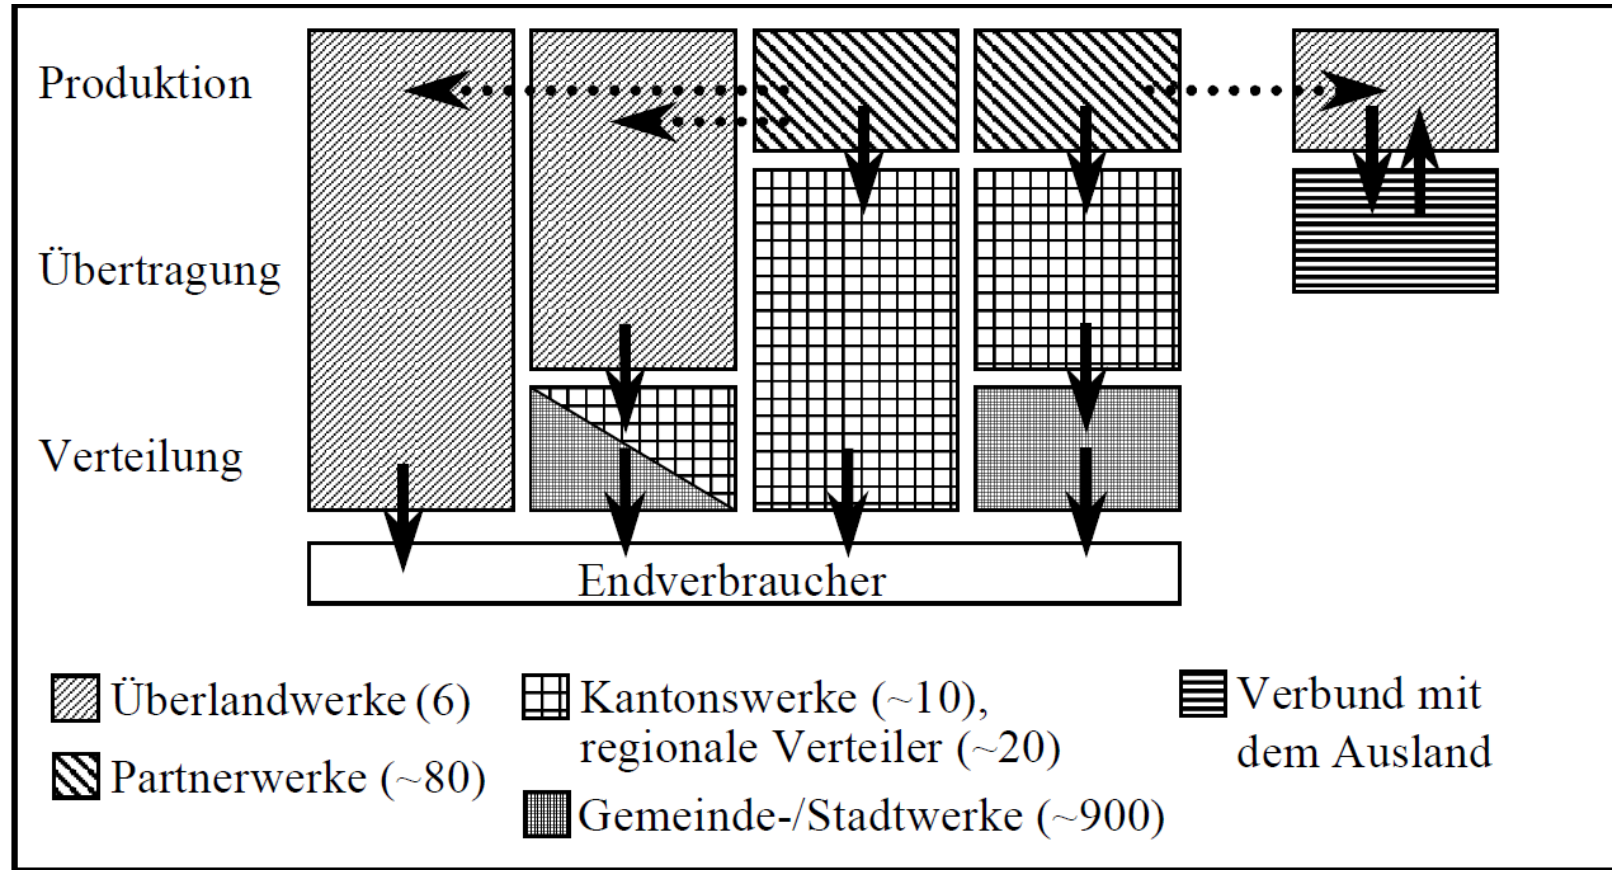 Produktion
Übertragung
Verteilung
Endverbraucher
Überlandwerke (6)
Partnerwerke (~80)
Kantonswerke (~10),
regionale Verteiler (~20)
Gemeinde-/Stadtwerke (~900)
Verbund mit
dem Ausland